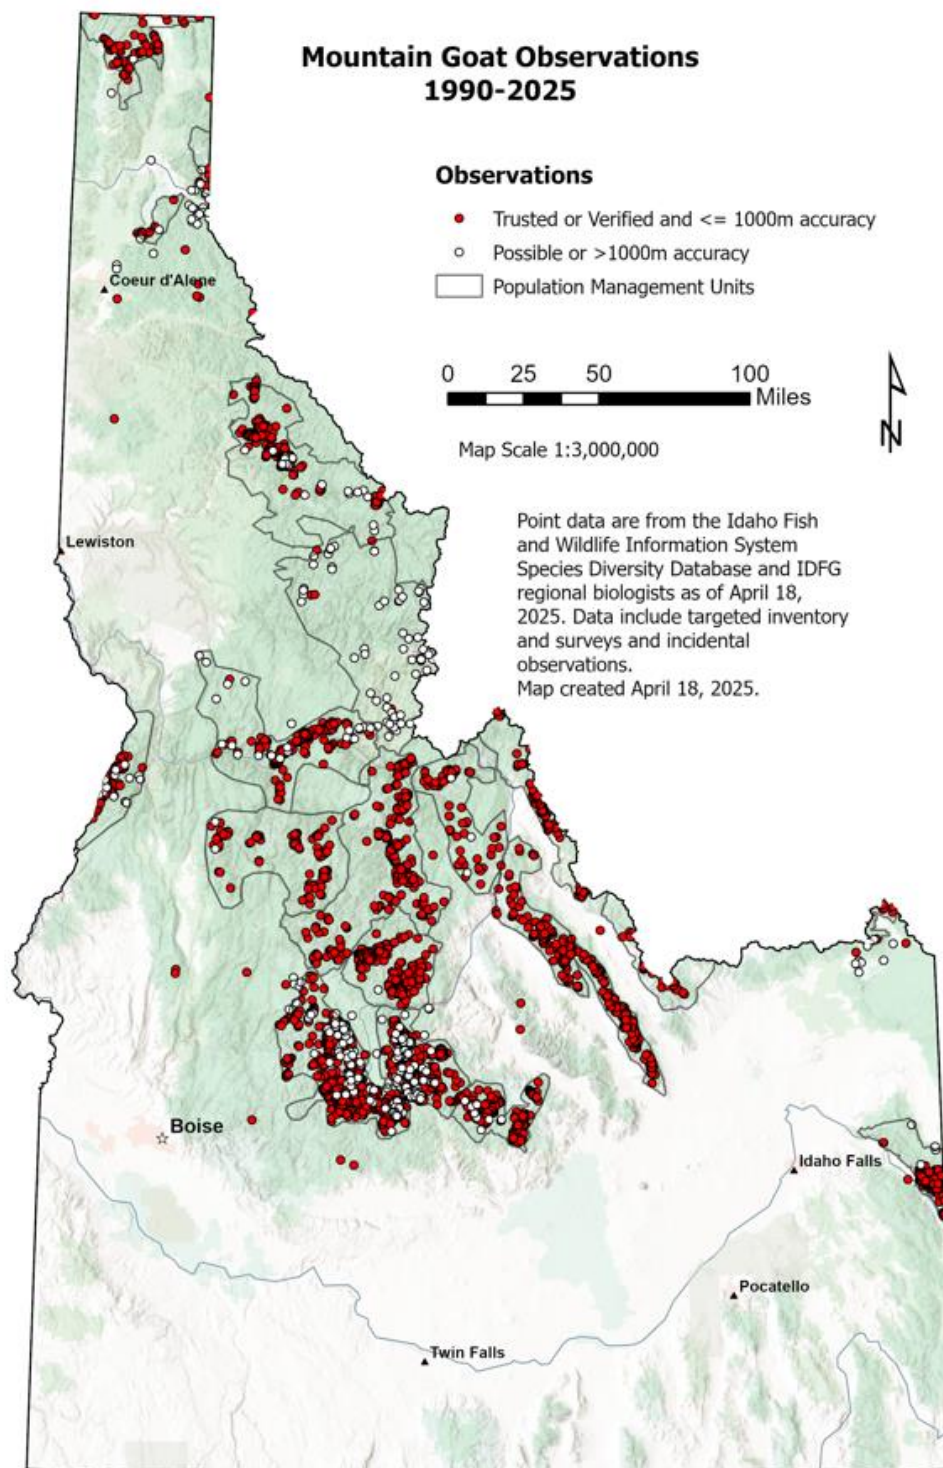 Mountain Goat Observations
1990-2025
Observations
Trusted or Verified and <= 1000m accuracy
Possible or >1000m accuracy
Population Management Units
0 25 50 100
Miles
N
Map Scale 1:3,000,000
Point data are from the Idaho Fish
and Wildlife Information System
Species Diversity Database and IDFG
regional biologists as of April 18,
2025. Data include targeted inventory
and surveys and incidental
observations.
Map created April 18, 2025.
Coeur d'Alene
Lewiston
Boise
Idaho Falls
Pocatello
Twin Falls